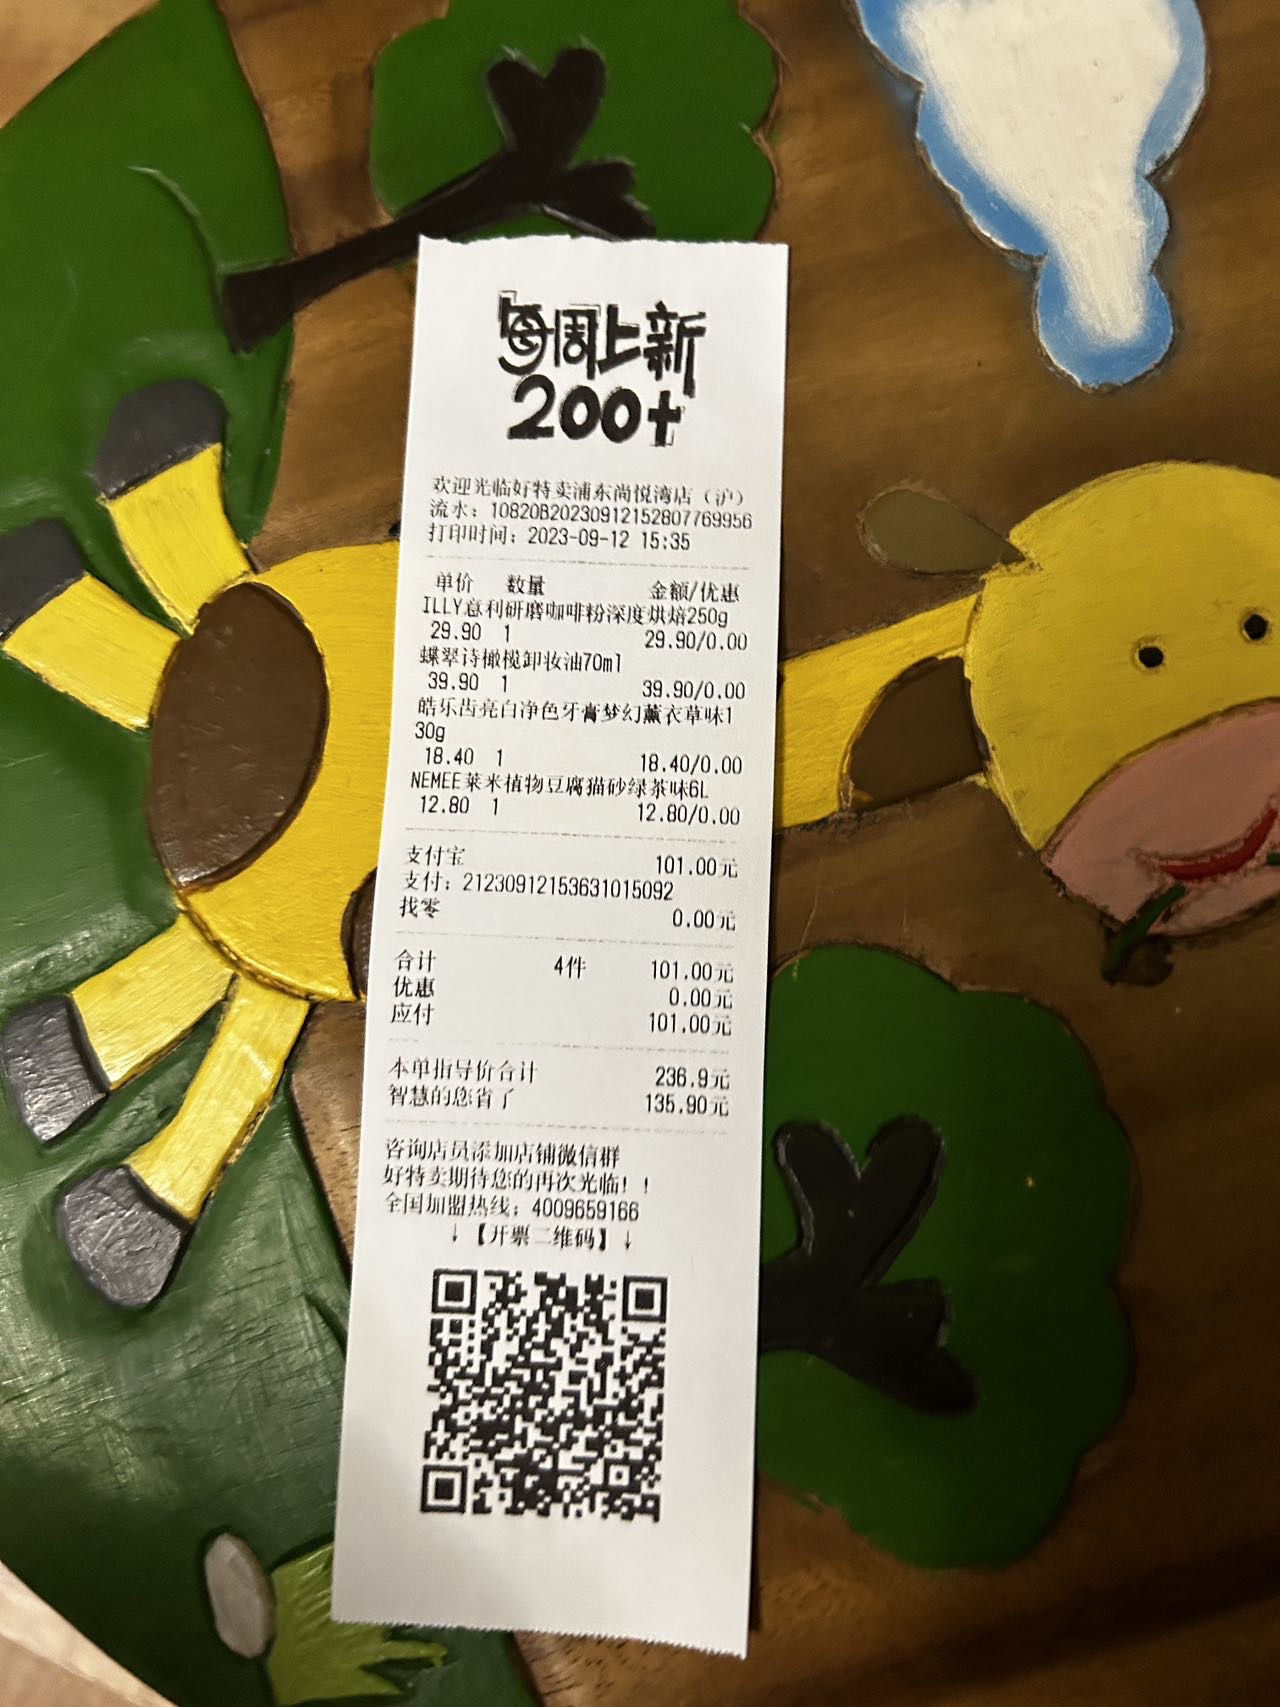 每周上新
200+
欢迎光临好特卖浦东尚悦湾店（沪）
流水：10820B20230912152807769956
打印时间：2023-09-12 15:35
单价 数量 金额/优惠
ILLY意利研磨咖啡粉深度烘焙250g
29.90 1 29.90/0.00
蝶翠诗橄榄卸妆油70ml
39.90 1 39.90/0.00
皓乐齿亮白净色牙膏梦幻薰衣草味1
30g
18.40 1 18.40/0.00
NEMEE莱米植物豆腐猫砂绿茶味6L
12.80 1 12.80/0.00
支付宝 101.00元
支付：21230912153631015092
找零 0.00元
合计 4件 101.00元
优惠 0.00元
应付 101.00元
本单指导价合计 236.9元
智慧的您省了 135.90元
咨询店员添加店铺微信群
好特卖期待您的再次光临！！
全国加盟热线：4009659166
↓【开票二维码】↓